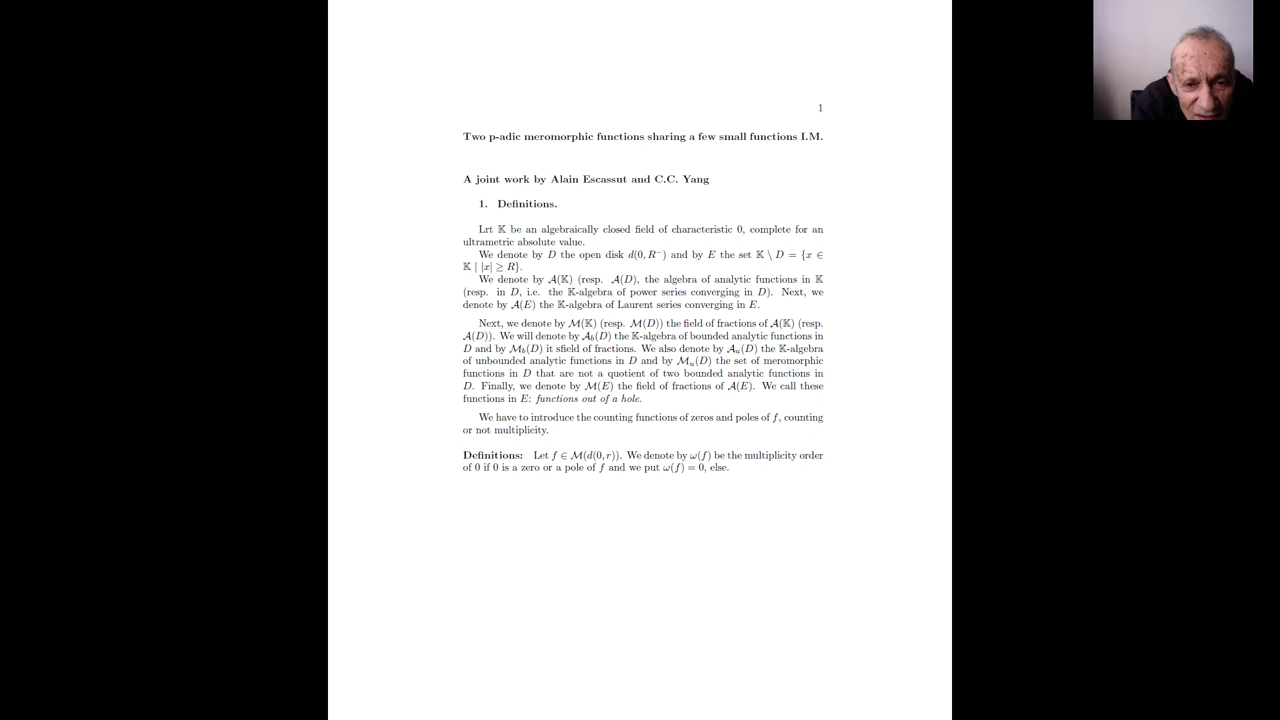 1
Two p-adic meromorphic functions sharing a few small functions I.M.
A joint work by Alain Escassut and C.C. Yang
1. Definitions.
Lrt 𝕂 be an algebraically closed field of characteristic 0, complete for an
ultrametric absolute value.
We denote by D the open disk d(0, R⁻) and by E the set 𝕂 \ D = {x ∈
𝕂 | |x| ≥ R}.
We denote by 𝒜(𝕂) (resp. 𝒜(D), the algebra of analytic functions in 𝕂
(resp. in D, i.e. the 𝕂-algebra of power series converging in D). Next, we
denote by 𝒜(E) the 𝕂-algebra of Laurent series converging in E.
Next, we denote by ℳ(𝕂) (resp. ℳ(D)) the field of fractions of 𝒜(𝕂) (resp.
𝒜(D)). We will denote by 𝒜_b(D) the 𝕂-algebra of bounded analytic functions in
D and by ℳ_b(D) it sfield of fractions. We also denote by 𝒜_u(D) the 𝕂-algebra
of unbounded analytic functions in D and by ℳ_u(D) the set of meromorphic
functions in D that are not a quotient of two bounded analytic functions in
D. Finally, we denote by ℳ(E) the field of fractions of 𝒜(E). We call these
functions in E: functions out of a hole.
We have to introduce the counting functions of zeros and poles of f, counting
or not multiplicity.
Definitions: Let f ∈ ℳ(d(0, r)). We denote by ω(f) be the multiplicity order
of 0 if 0 is a zero or a pole of f and we put ω(f) = 0, else.